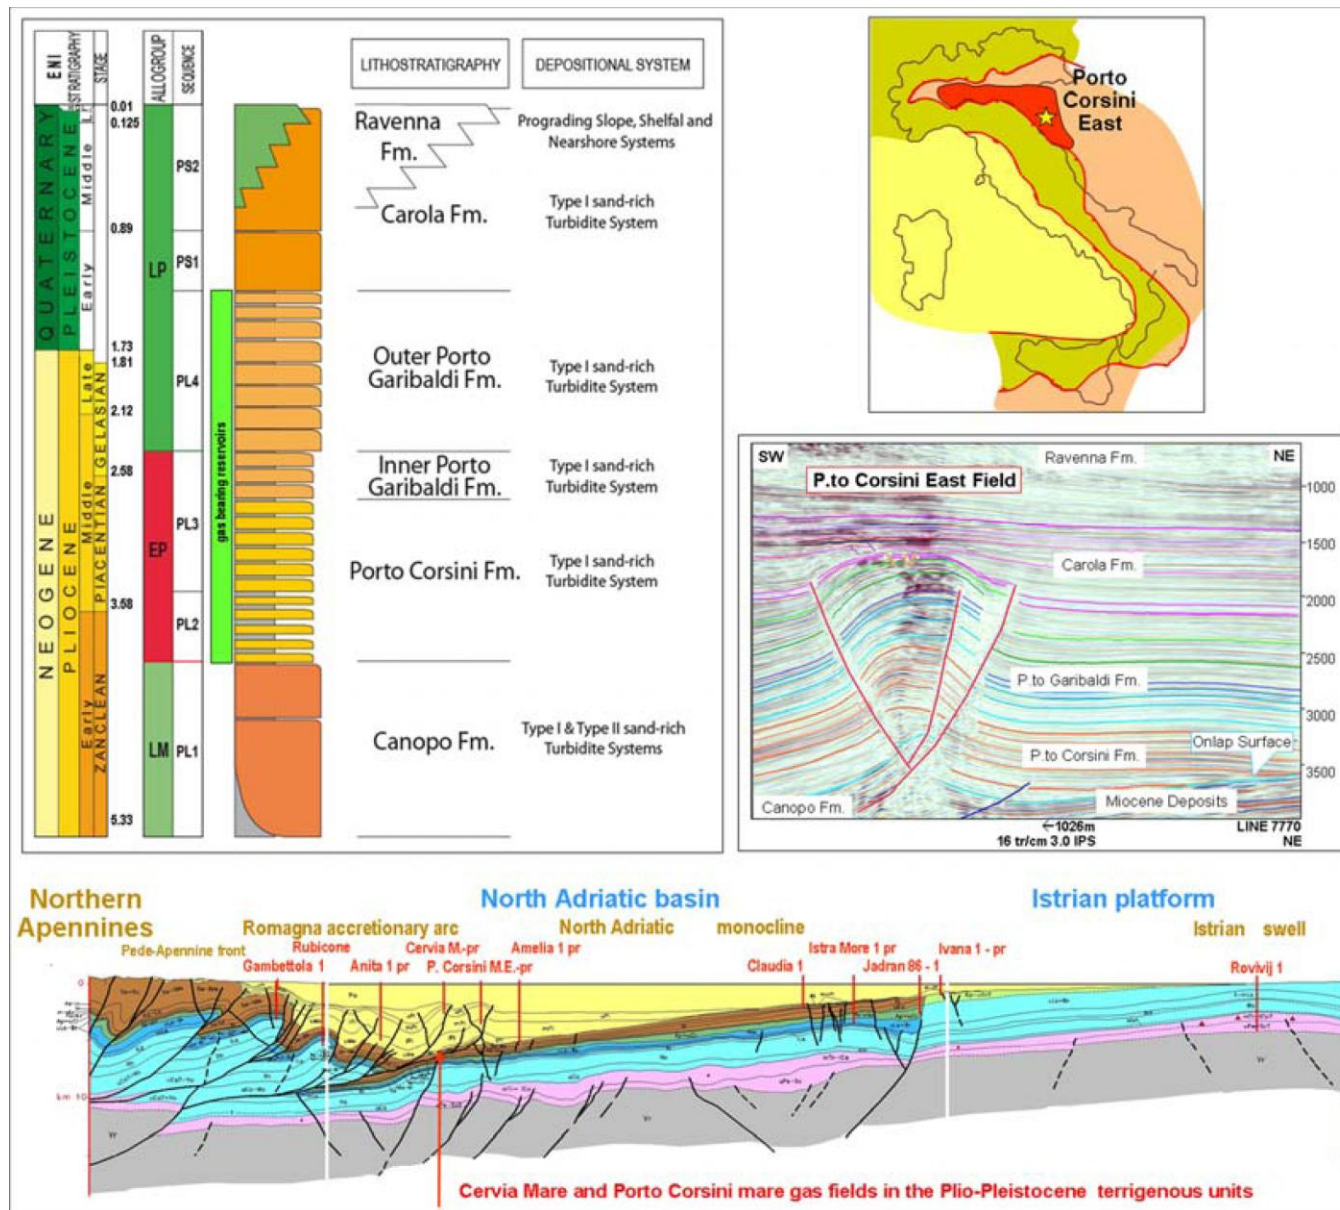 ENI
STRATIGRAPHY
STAGE
ALLOGROUP
SEQUENCE
LITHOSTRATIGRAPHY
DEPOSITIONAL SYSTEM
QUATERNARY
PLEISTOCENE
Middle
Early
NEOGENE
PLIOCENE
Late
Middle
Early
GELASIAN
PIACENTIAN
ZANCLEAN
0.01
0.125
0.89
1.73
1.81
2.12
2.58
3.58
5.33
LP
EP
LM
PS2
PS1
PL4
PL3
PL2
PL1
gas bearing reservoirs
Ravenna
Fm.
Prograding Slope, Shelfal and
Nearshore Systems
Carola Fm.
Type I sand-rich
Turbidite System
Outer Porto
Garibaldi Fm.
Type I sand-rich
Turbidite System
Inner Porto
Garibaldi Fm.
Type I sand-rich
Turbidite System
Porto Corsini Fm.
Type I sand-rich
Turbidite System
Canopo Fm.
Type I & Type II sand-rich
Turbidite Systems
Porto
Corsini
East
SW
NE
Ravenna Fm.
P.to Corsini East Field
1000
1500
Carola Fm.
2000
2500
P.to Garibaldi Fm.
3000
Onlap Surface
P.to Corsini Fm.
3500
Canopo Fm.
Miocene Deposits
←1026m
LINE 7770
16 tr/cm 3.0 IPS
NE
Northern
Apennines
North Adriatic basin
Istrian platform
Romagna accretionary arc
North Adriatic monocline
Istrian swell
Pede-Apennine front
Rubicone
Cervia M.-pr
Amelia 1 pr
Istra More 1 pr
Ivana 1 - pr
Gambettola 1
Anita 1 pr
P. Corsini M.E.-pr
Claudia 1
Jadran 86 - 1
Rovivij 1
0
km 10
Cervia Mare and Porto Corsini mare gas fields in the Plio-Pleistocene terrigenous units